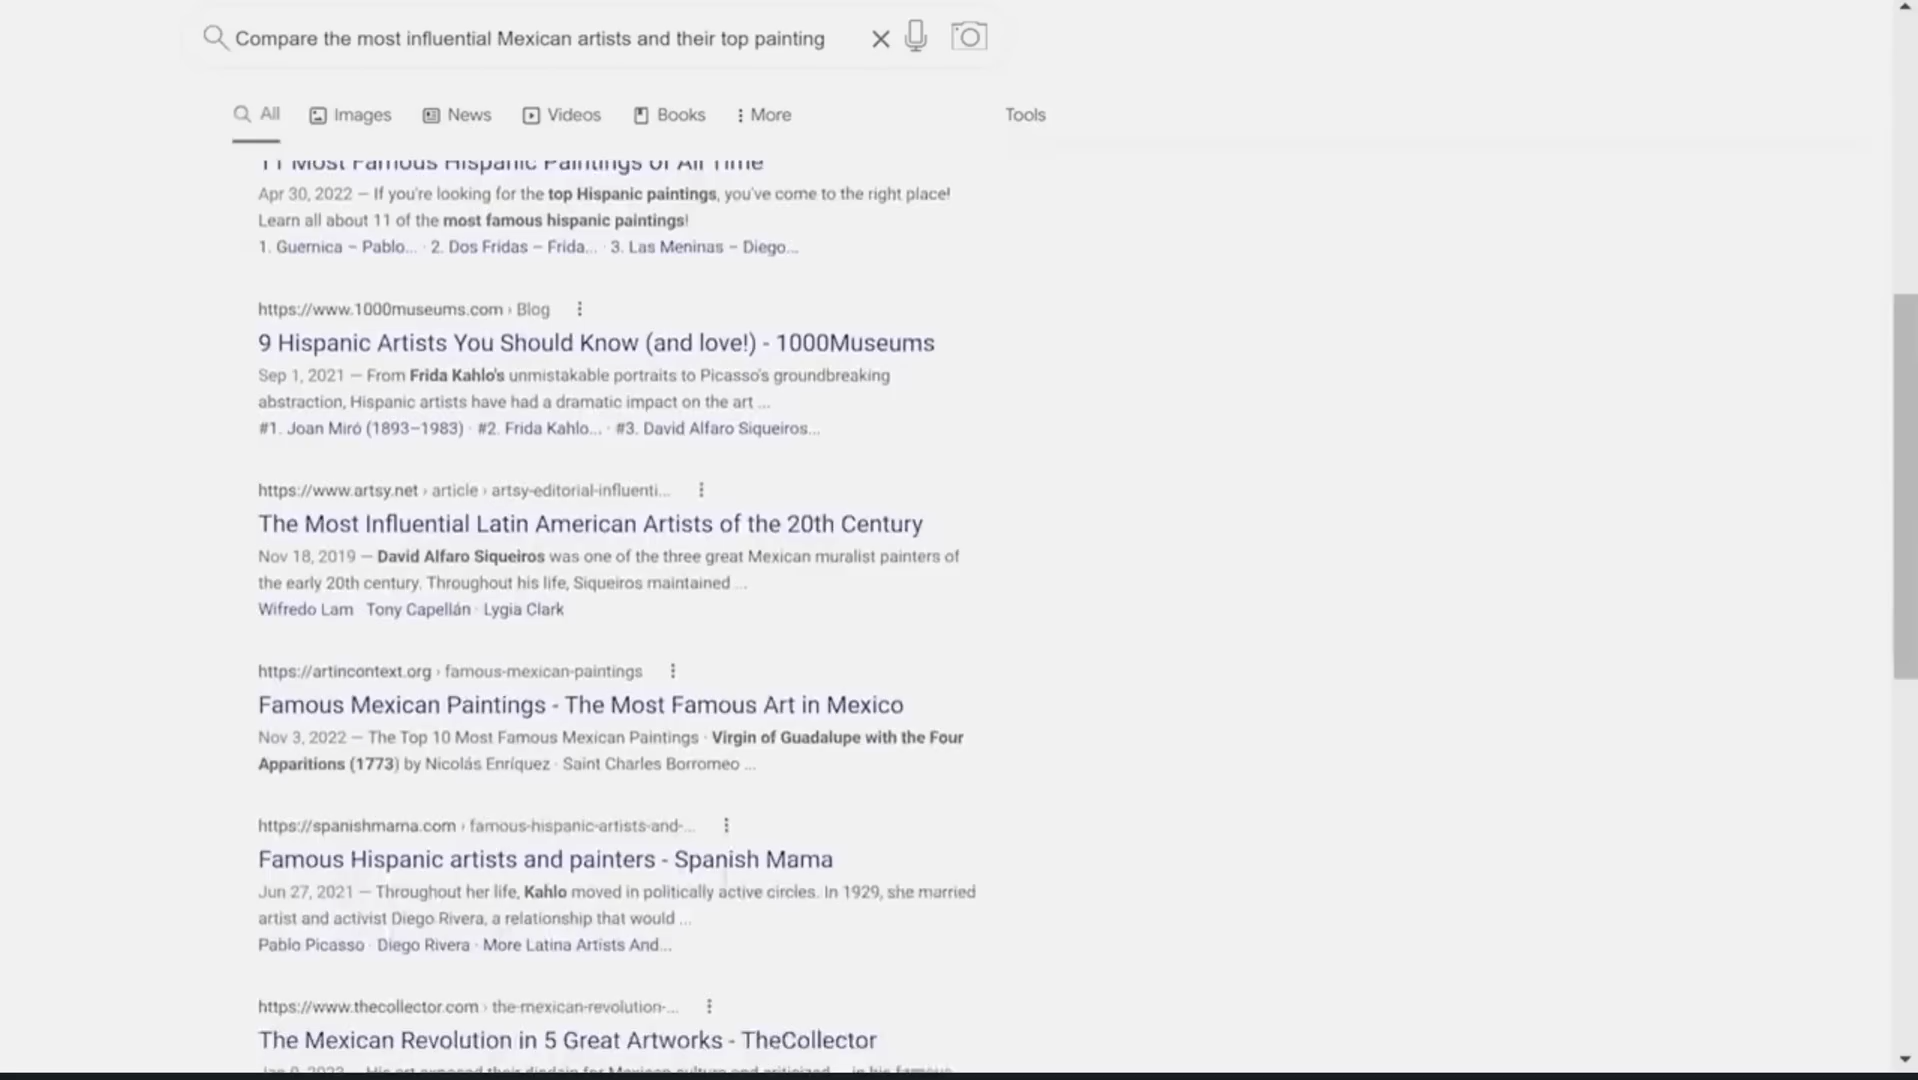 Compare the most influential Mexican artists and their top painting
All Images News Videos Books More Tools
11 Most Famous Hispanic Paintings of All Time
Apr 30, 2022 — If you're looking for the top Hispanic paintings, you've come to the right place!
Learn all about 11 of the most famous hispanic paintings!
1. Guernica – Pablo... · 2. Dos Fridas – Frida... · 3. Las Meninas – Diego...
https://www.1000museums.com › Blog
9 Hispanic Artists You Should Know (and love!) - 1000Museums
Sep 1, 2021 — From Frida Kahlo's unmistakable portraits to Picasso's groundbreaking
abstraction, Hispanic artists have had a dramatic impact on the art ...
#1. Joan Miró (1893–1983) · #2. Frida Kahlo... · #3. David Alfaro Siqueiros...
https://www.artsy.net › article › artsy-editorial-influenti...
The Most Influential Latin American Artists of the 20th Century
Nov 18, 2019 — David Alfaro Siqueiros was one of the three great Mexican muralist painters of
the early 20th century. Throughout his life, Siqueiros maintained ...
Wifredo Lam · Tony Capellán · Lygia Clark
https://artincontext.org › famous-mexican-paintings
Famous Mexican Paintings - The Most Famous Art in Mexico
Nov 3, 2022 — The Top 10 Most Famous Mexican Paintings · Virgin of Guadalupe with the Four
Apparitions (1773) by Nicolás Enríquez · Saint Charles Borromeo ...
https://spanishmama.com › famous-hispanic-artists-and-...
Famous Hispanic artists and painters - Spanish Mama
Jun 27, 2021 — Throughout her life, Kahlo moved in politically active circles. In 1929, she married
artist and activist Diego Rivera, a relationship that would ...
Pablo Picasso · Diego Rivera · More Latina Artists And...
https://www.thecollector.com › the-mexican-revolution-...
The Mexican Revolution in 5 Great Artworks - TheCollector